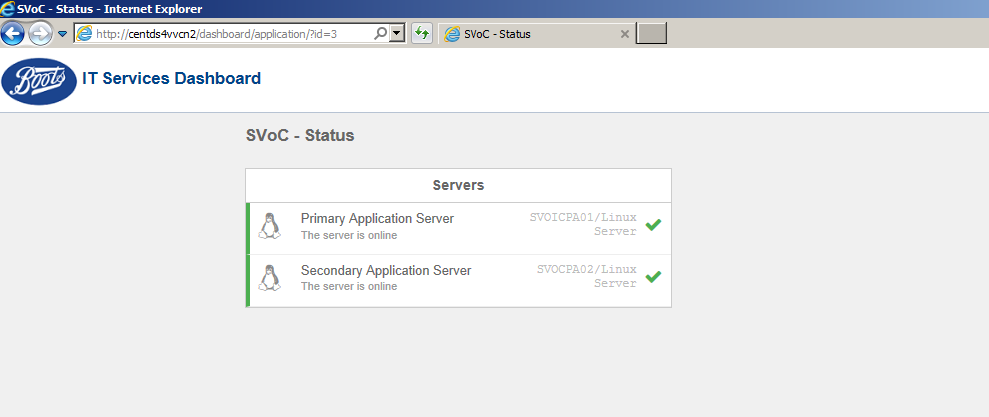 SVoC - Status - Internet Explorer
http://centds4vvcn2/dashboard/application/?id=3
SVoC - Status
Boots
IT Services Dashboard
SVoC - Status
Servers
Primary Application Server
SVOICPA01/Linux
The server is online
Server
Secondary Application Server
SVOCPA02/Linux
The server is online
Server